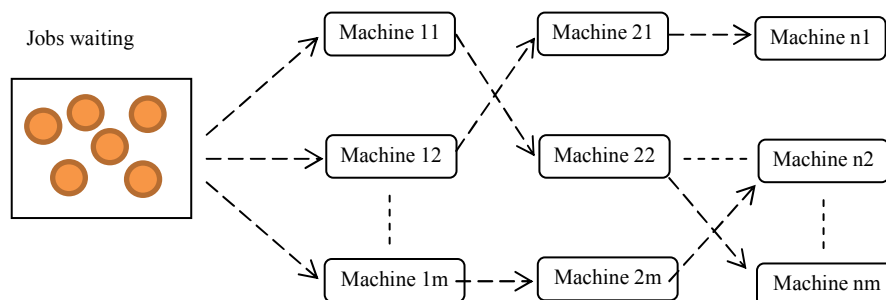 Jobs waiting
Machine 11
Machine 21
Machine n1
Machine 12
Machine 22
Machine n2
Machine 1m
Machine 2m
Machine nm